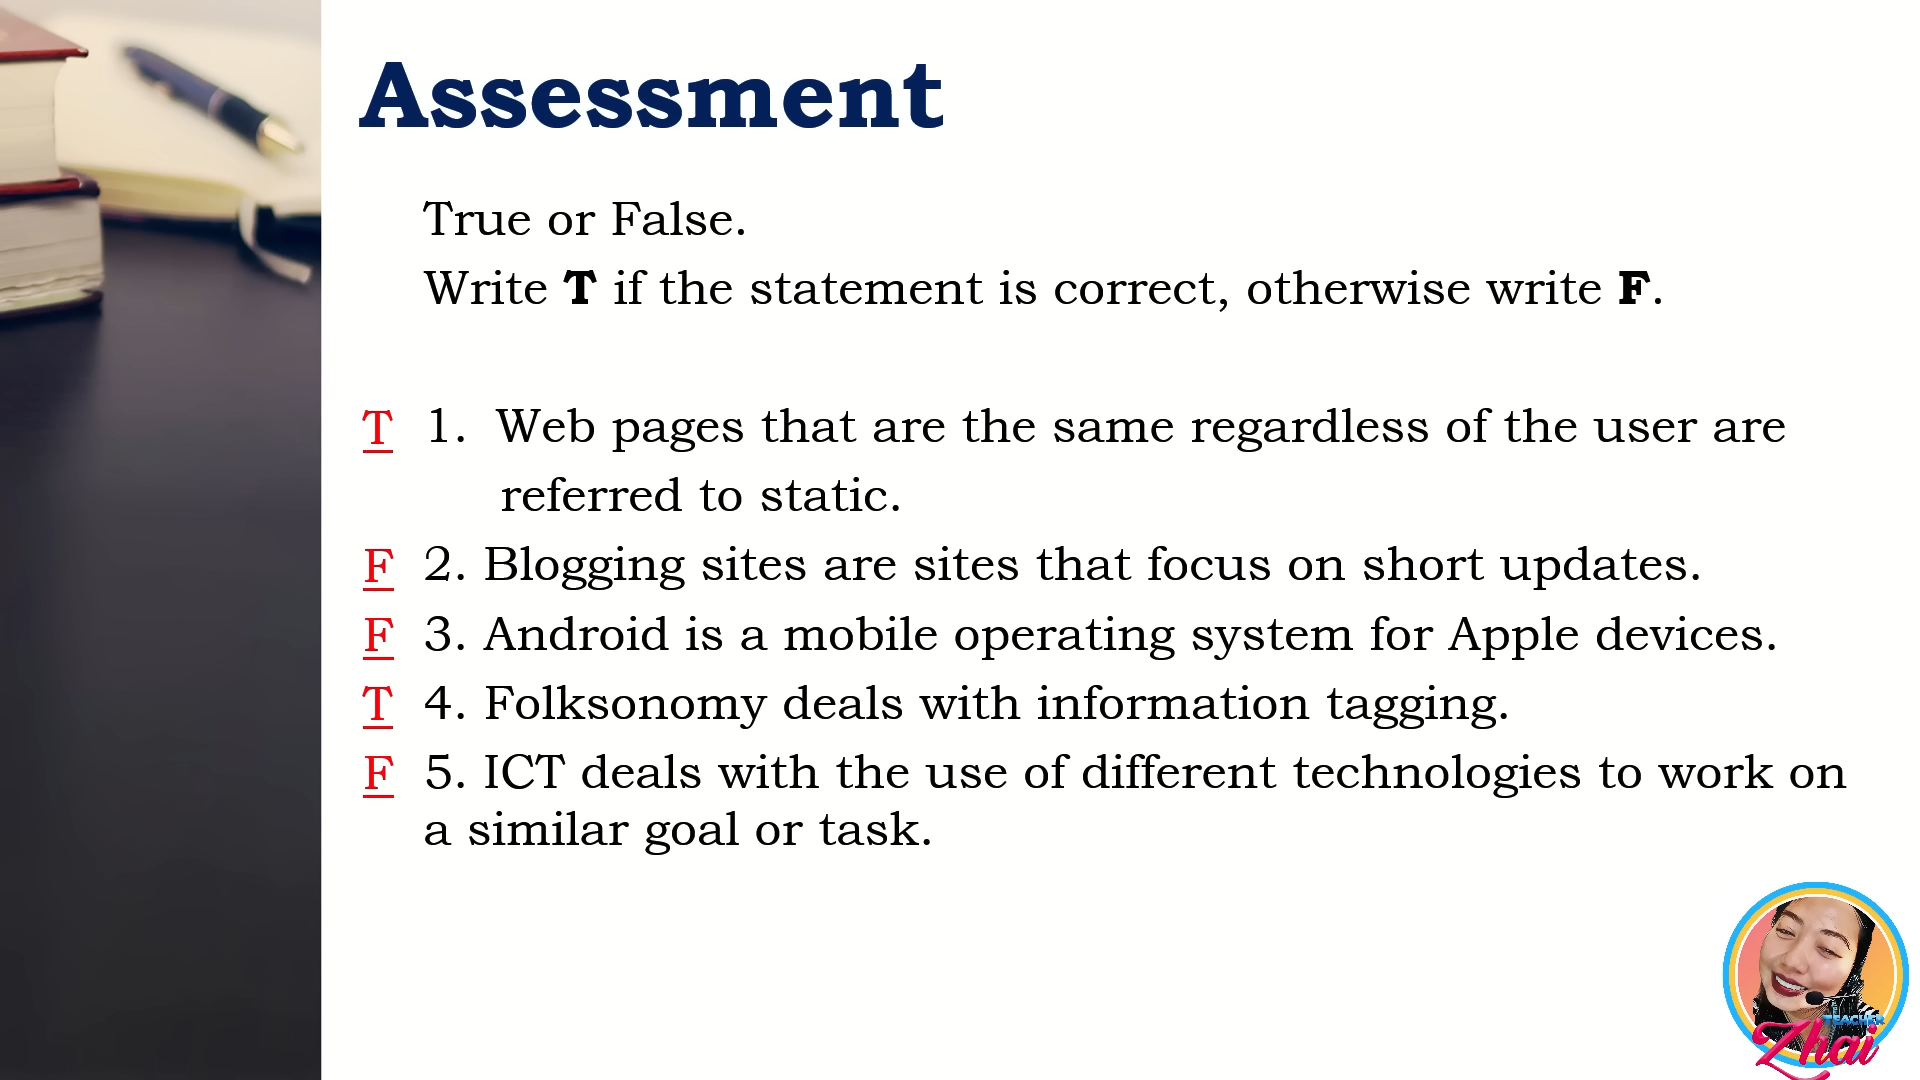 Assessment
True or False.
Write T if the statement is correct, otherwise write F.
T 1. Web pages that are the same regardless of the user are
referred to static.
F 2. Blogging sites are sites that focus on short updates.
F 3. Android is a mobile operating system for Apple devices.
T 4. Folksonomy deals with information tagging.
F 5. ICT deals with the use of different technologies to work on
a similar goal or task.
TEACHER
Zhai